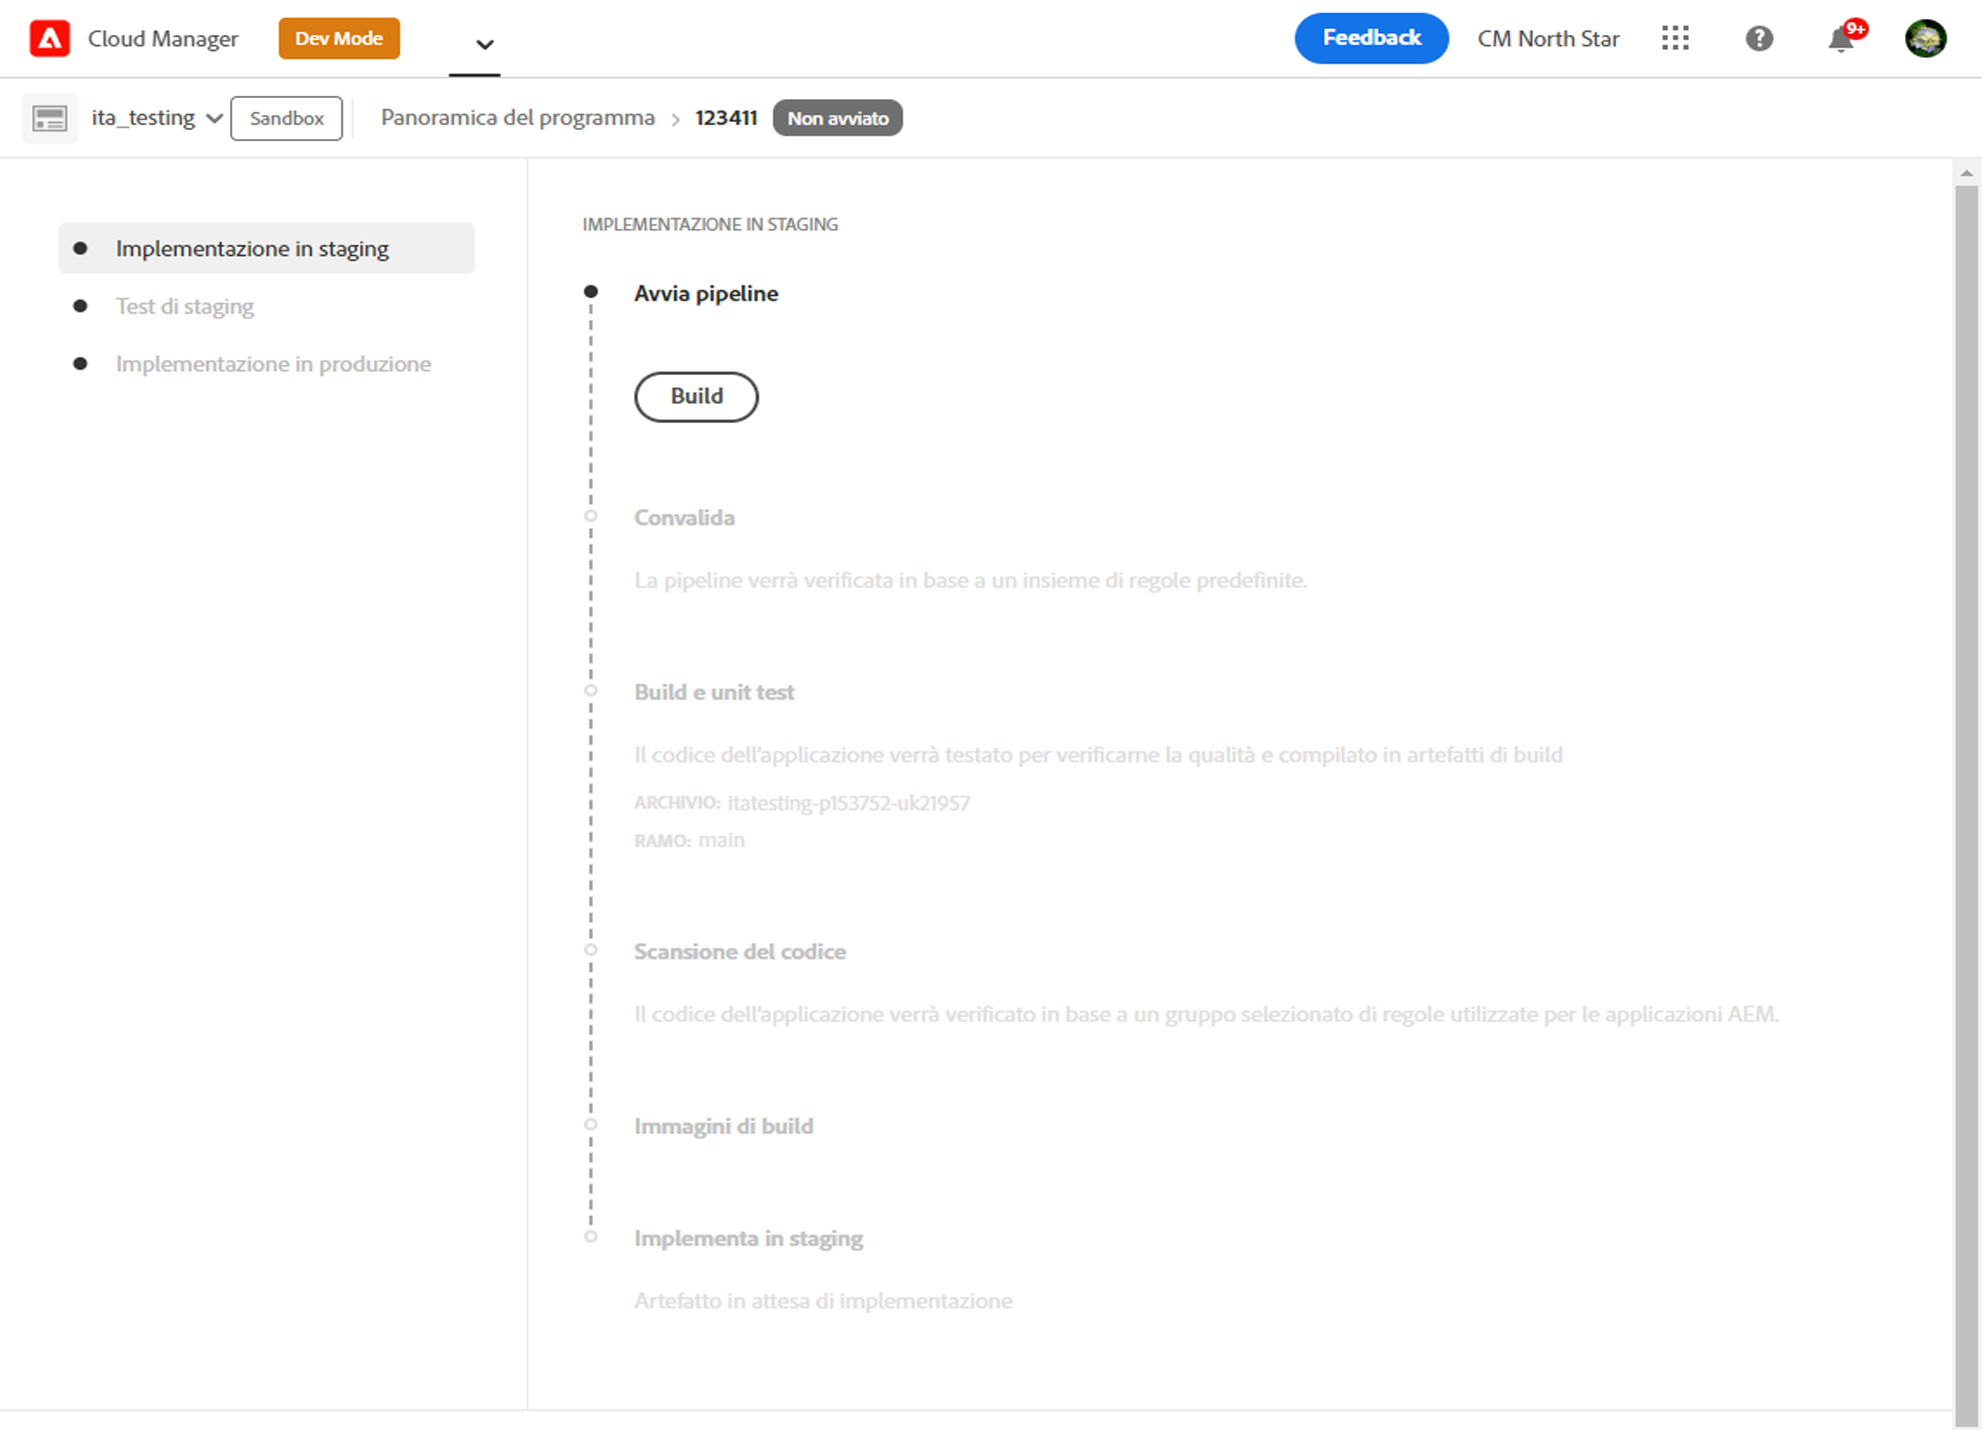 Cloud Manager
Dev Mode
Feedback
CM North Star
9+
ita_testing
Sandbox
Panoramica del programma > 123411
Non avviato
Implementazione in staging
Test di staging
Implementazione in produzione
IMPLEMENTAZIONE IN STAGING
Avvia pipeline
Build
Convalida
La pipeline verrà verificata in base a un insieme di regole predefinite.
Build e unit test
Il codice dell'applicazione verrà testato per verificarne la qualità e compilato in artefatti di build
ARCHIVIO: itatesting-p153752-uk21957
RAMO: main
Scansione del codice
Il codice dell'applicazione verrà verificato in base a un gruppo selezionato di regole utilizzate per le applicazioni AEM.
Immagini di build
Implementa in staging
Artefatto in attesa di implementazione